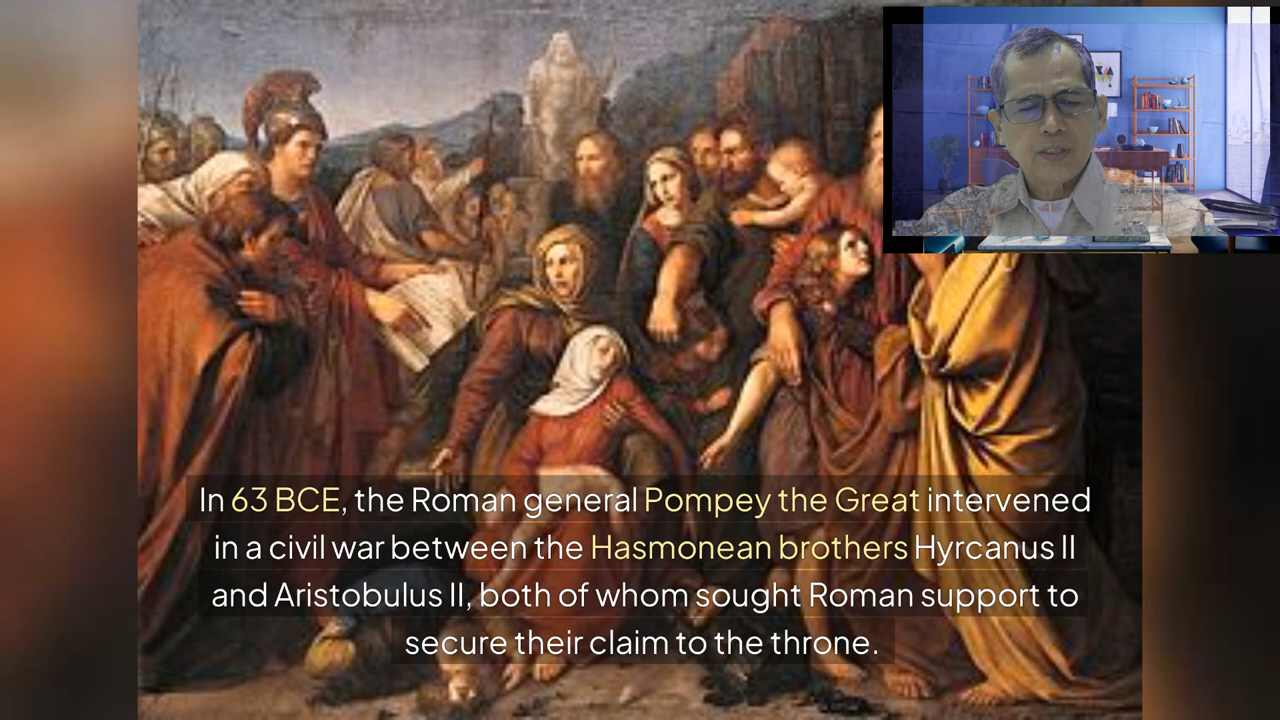 In 63 BCE, the Roman general Pompey the Great intervened
in a civil war between the Hasmonean brothers Hyrcanus II
and Aristobulus II, both of whom sought Roman support to
secure their claim to the throne.